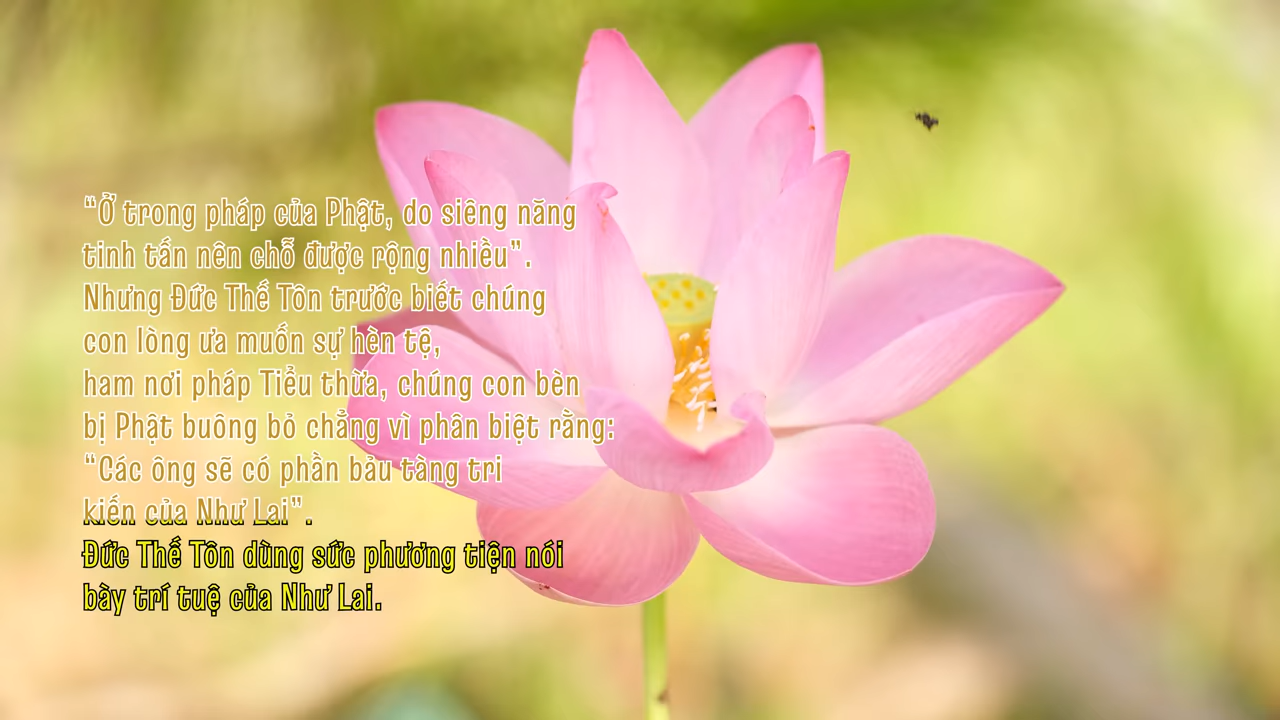 “Ở trong pháp của Phật, do siêng năng
tinh tấn nên chỗ được rộng nhiều”.
Nhưng Đức Thế Tôn trước biết chúng
con lòng ưa muốn sự hèn tệ,
ham nơi pháp Tiểu thừa, chúng con bèn
bị Phật buông bỏ chẳng vì phân biệt rằng:
“Các ông sẽ có phần bảu tàng tri
kiến của Như Lai”.
Đức Thế Tôn dùng sức phương tiện nói
bày trí tuệ của Như Lai.